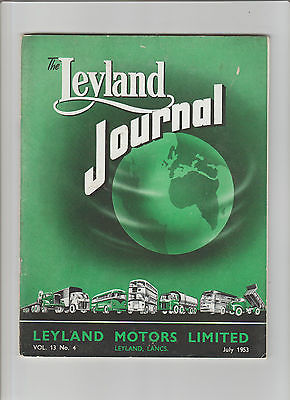 The
Leyland
Journal
LEYLAND MOTORS LIMITED
VOL. 13 No. 4
LEYLAND, LANCS.
July 1953